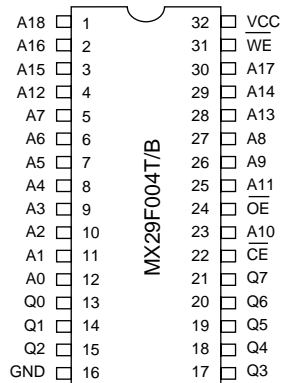 A18 1 32 VCC
A16 2 31 W̅E̅
A15 3 30 A17
A12 4 29 A14
A7 5 28 A13
A6 6 27 A8
A5 7 26 A9
A4 8 25 A11
A3 9 24 O̅E̅
A2 10 23 A10
A1 11 22 C̅E̅
A0 12 21 Q7
Q0 13 20 Q6
Q1 14 19 Q5
Q2 15 18 Q4
GND 16 17 Q3
MX29F004T/B